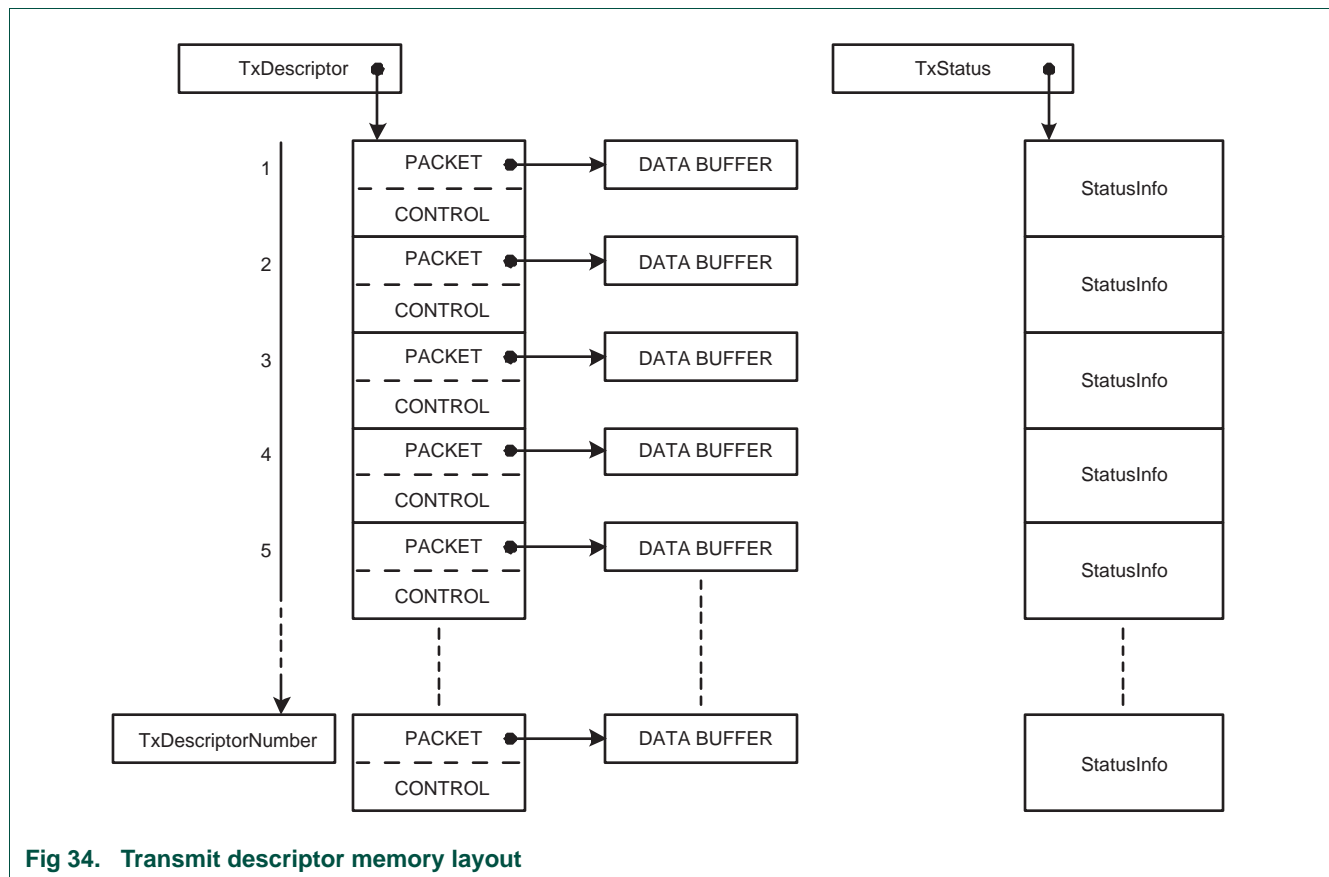 TxDescriptor
TxStatus
1
PACKET
DATA BUFFER
CONTROL
StatusInfo
2
PACKET
DATA BUFFER
CONTROL
StatusInfo
3
PACKET
DATA BUFFER
CONTROL
StatusInfo
4
PACKET
DATA BUFFER
CONTROL
StatusInfo
5
PACKET
DATA BUFFER
CONTROL
StatusInfo
TxDescriptorNumber
PACKET
DATA BUFFER
CONTROL
StatusInfo
Fig 34. Transmit descriptor memory layout